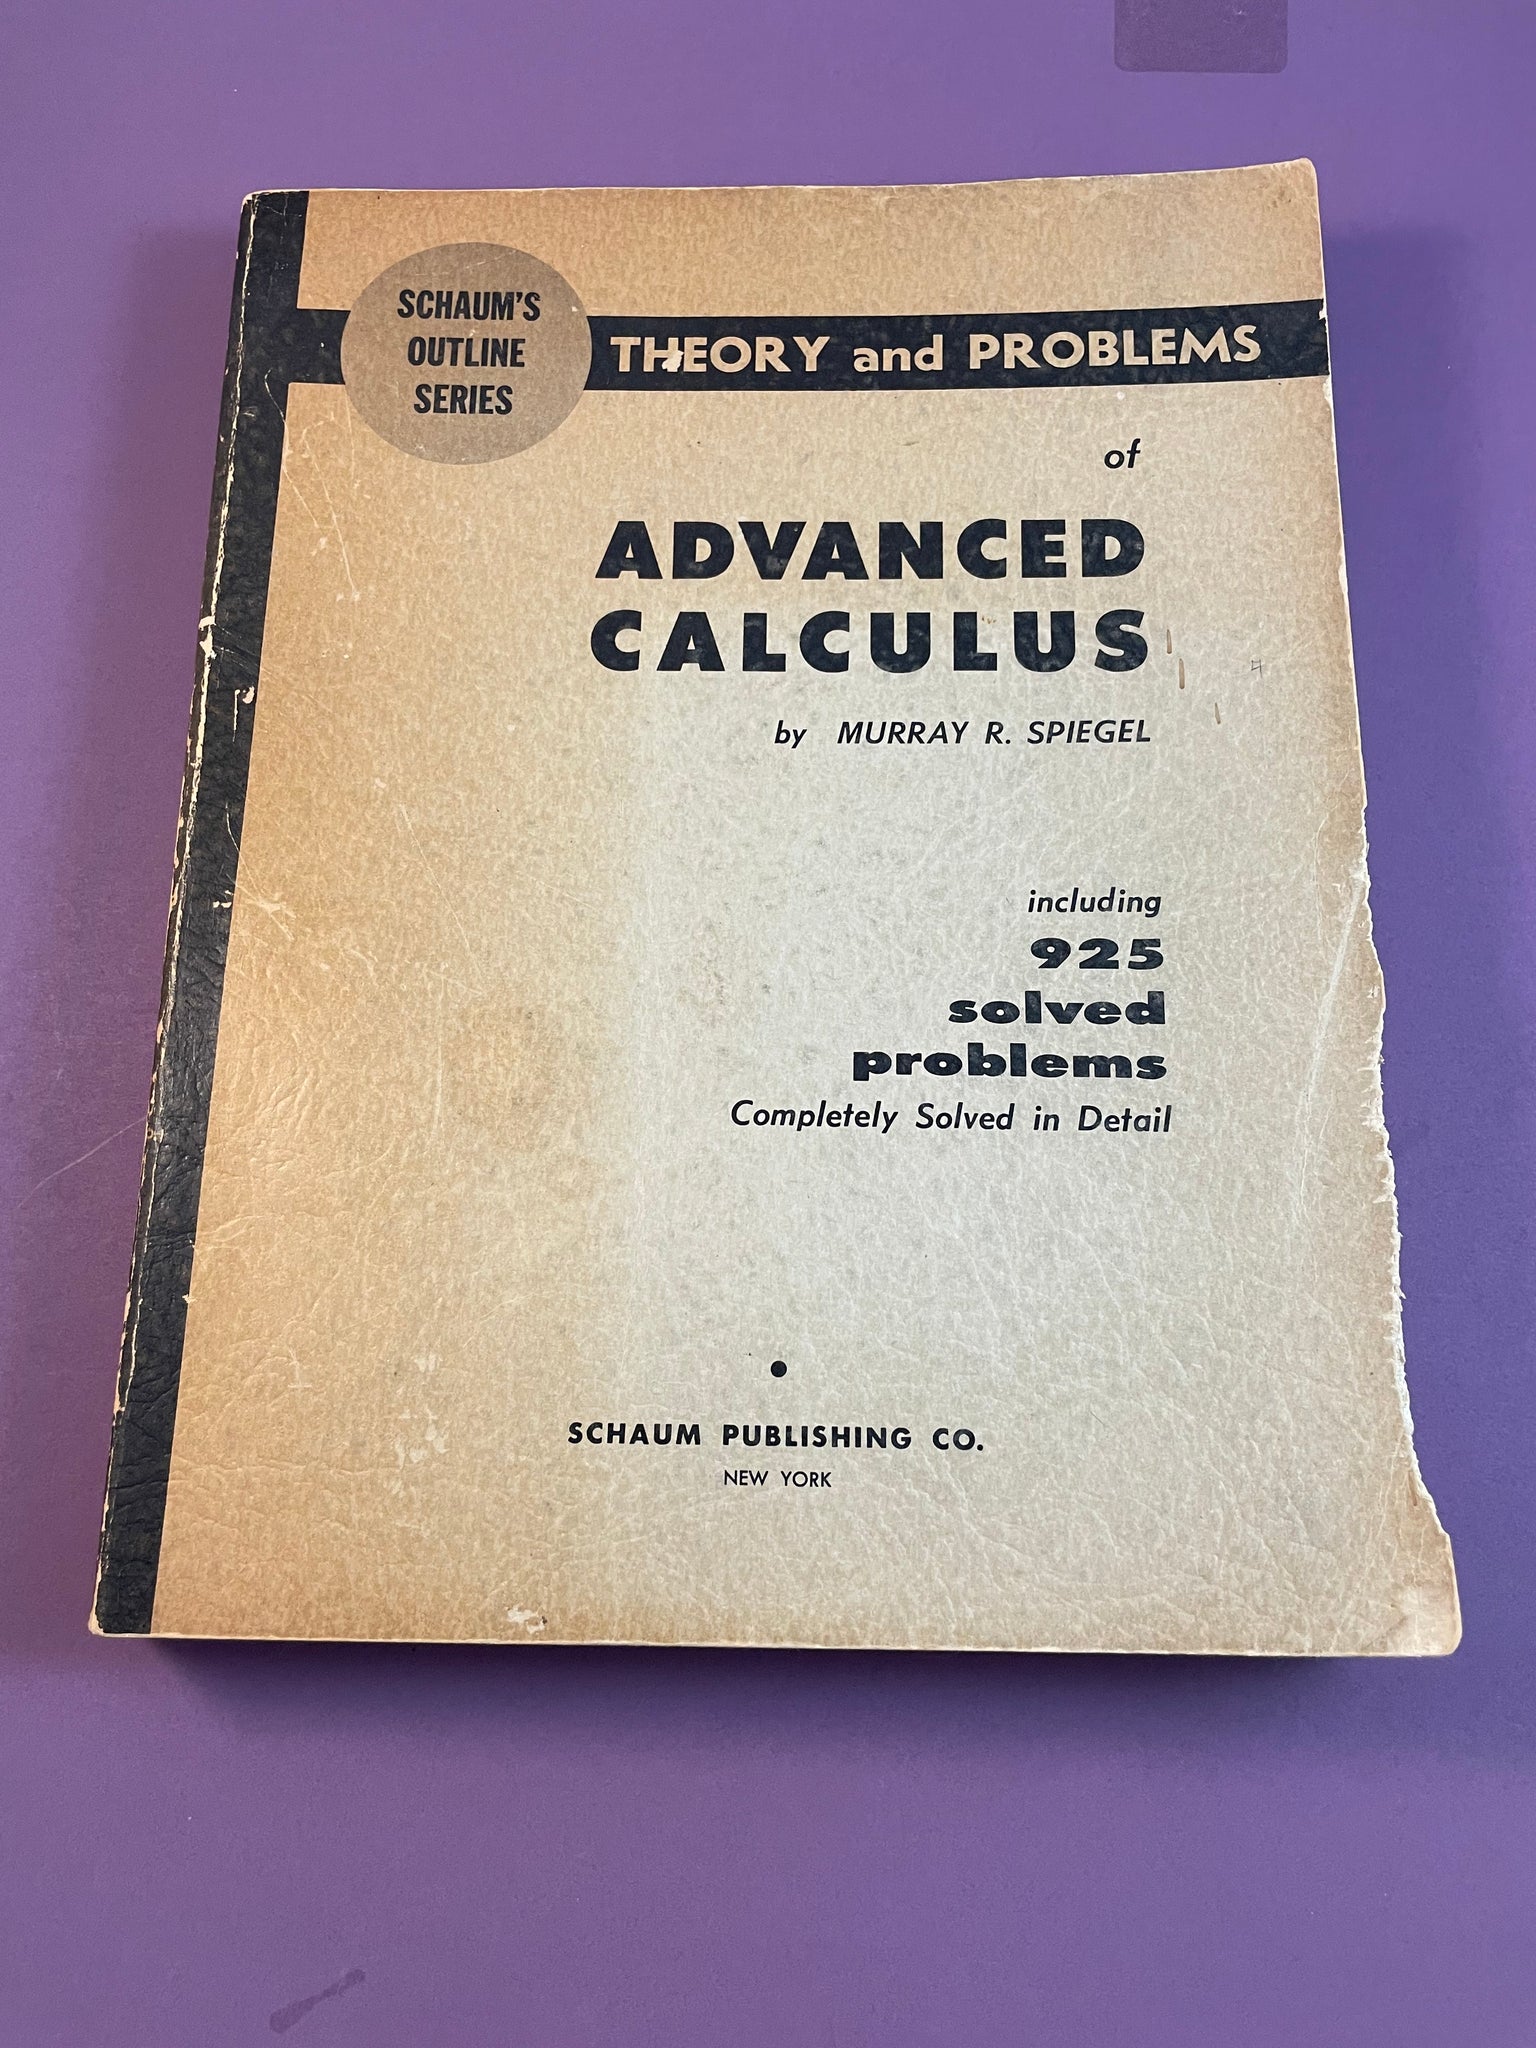 SCHAUM'S
OUTLINE
SERIES
THEORY and PROBLEMS
of
ADVANCED
CALCULUS
by MURRAY R. SPIEGEL
including
925
solved
problems
Completely Solved in Detail
SCHAUM PUBLISHING CO.
NEW YORK